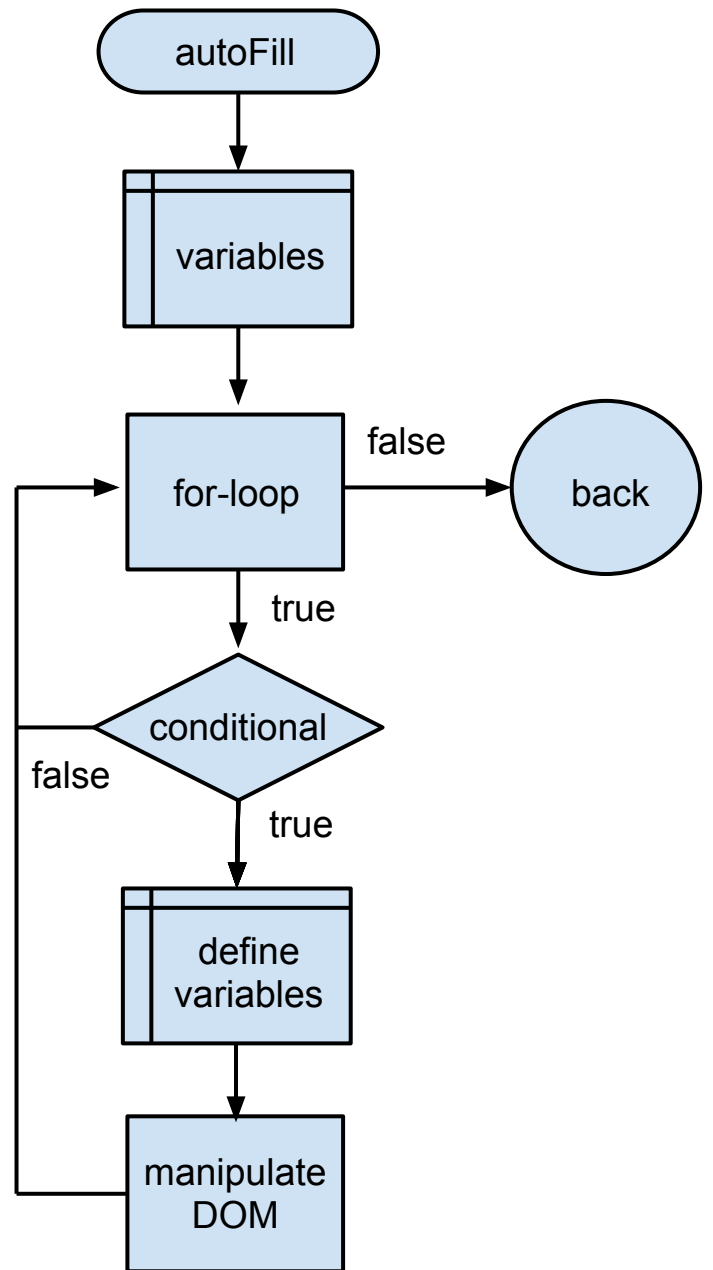 autoFill
variables
for-loop
false
back
true
conditional
false
true
define
variables
manipulate
DOM